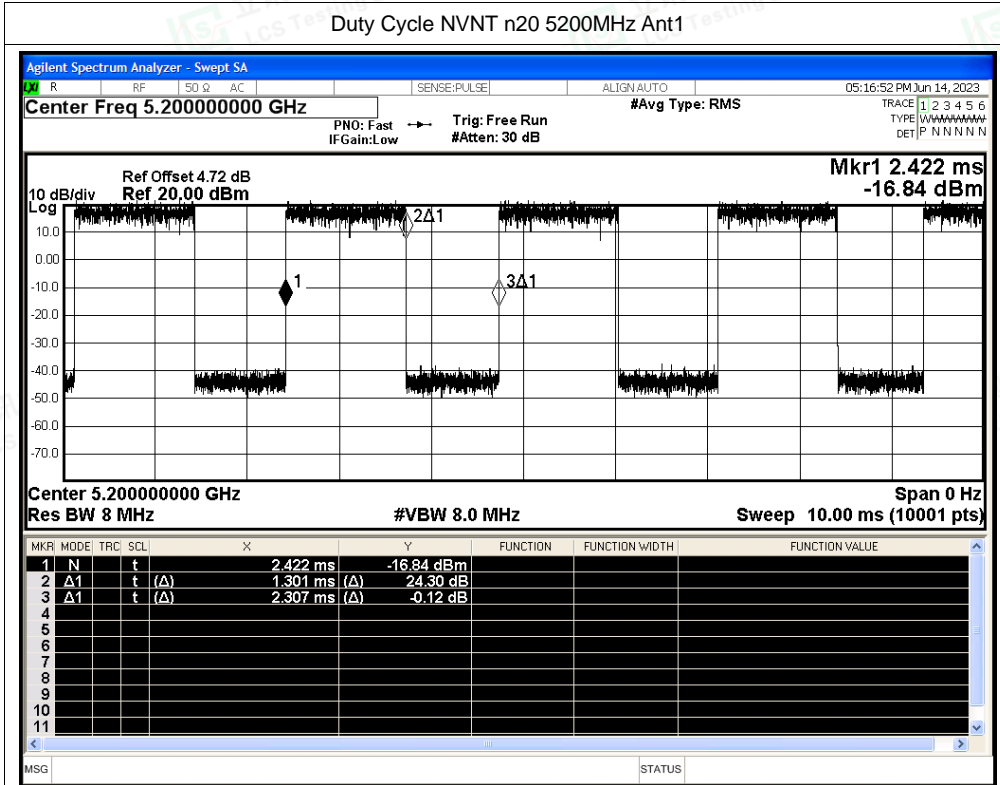 Duty Cycle NVNT n20 5200MHz Ant1
Agilent Spectrum Analyzer - Swept SA
LXI R RF 50 Ω AC SENSE:PULSE ALIGN AUTO 05:16:52 PM Jun 14, 2023
Center Freq 5.200000000 GHz #Avg Type: RMS TRACE 1 2 3 4 5 6
PNO: Fast Trig: Free Run TYPE
IFGain:Low #Atten: 30 dB DET P N N N N N
Mkr1 2.422 ms
Ref Offset 4.72 dB
10 dB/div Ref 20.00 dBm -16.84 dBm
Log
10.0
0.00
-10.0
-20.0
-30.0
-40.0
-50.0
-60.0
-70.0
1
2Δ1
3Δ1
Center 5.200000000 GHz Span 0 Hz
Res BW 8 MHz #VBW 8.0 MHz Sweep 10.00 ms (10001 pts)
MKR MODE TRC SCL X Y FUNCTION FUNCTION WIDTH FUNCTION VALUE
1 N t 2.422 ms -16.84 dBm
2 Δ1 t (Δ) 1.301 ms (Δ) 24.30 dB
3 Δ1 t (Δ) 2.307 ms (Δ) -0.12 dB
4
5
6
7
8
9
10
11
MSG STATUS